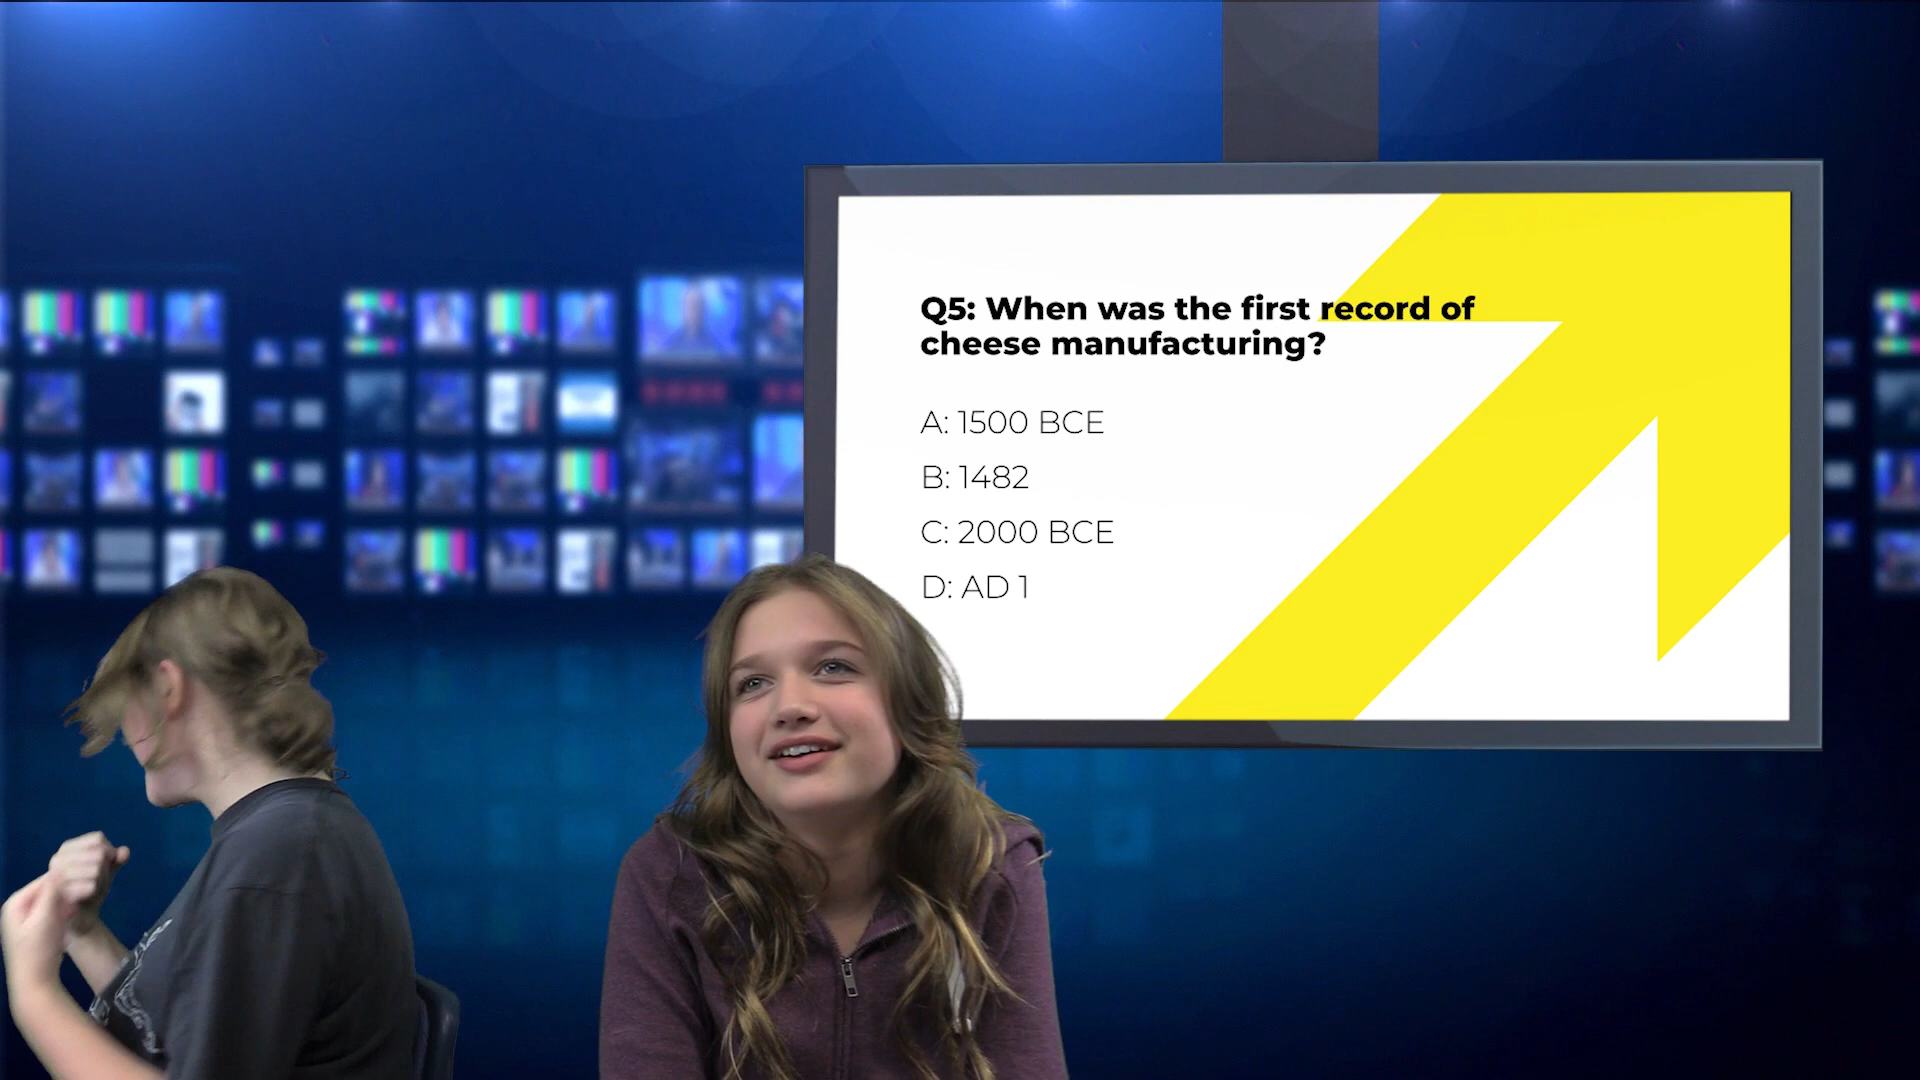 Q5: When was the first record of
cheese manufacturing?
A: 1500 BCE
B: 1482
C: 2000 BCE
D: AD 1